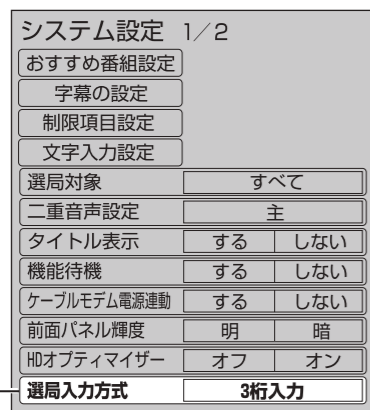 システム設定 1/2
おすすめ番組設定
字幕の設定
制限項目設定
文字入力設定
選局対象 すべて
二重音声設定 主
タイトル表示 する しない
機能待機 する しない
ケーブルモデム電源連動 する しない
前面パネル輝度 明 暗
HDオプティマイザー オフ オン
選局入力方式 3桁入力